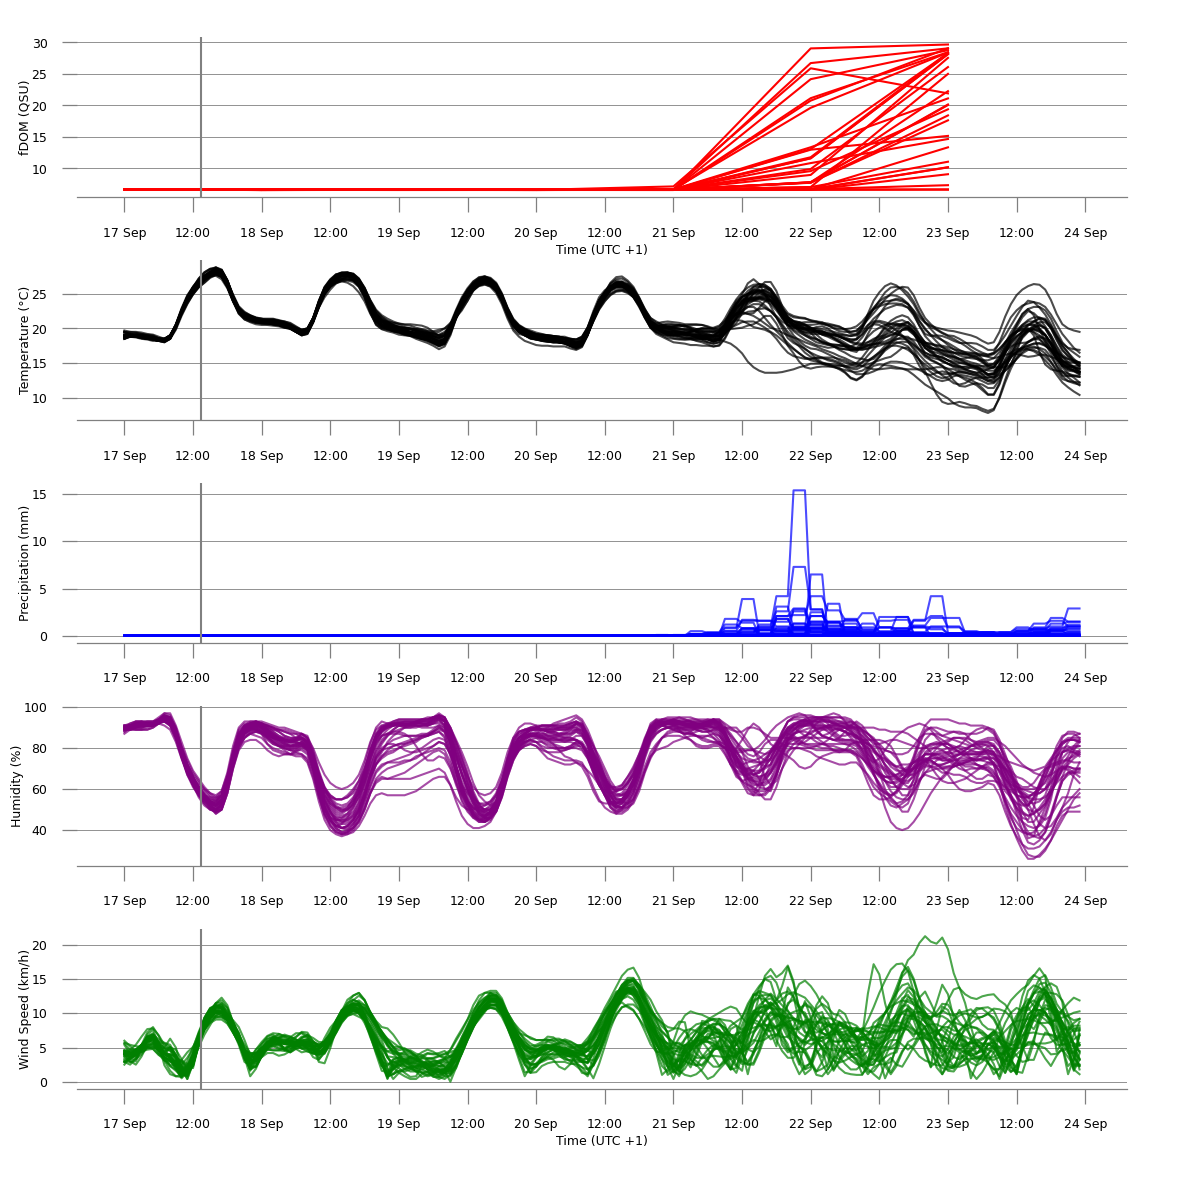 30
25
20
15
10
fDOM (QSU)
17 Sep 12:00 18 Sep 12:00 19 Sep 12:00 20 Sep 12:00 21 Sep 12:00 22 Sep 12:00 23 Sep 12:00 24 Sep
Time (UTC +1)
25
20
15
10
Temperature (°C)
17 Sep 12:00 18 Sep 12:00 19 Sep 12:00 20 Sep 12:00 21 Sep 12:00 22 Sep 12:00 23 Sep 12:00 24 Sep
15
10
5
0
Precipitation (mm)
17 Sep 12:00 18 Sep 12:00 19 Sep 12:00 20 Sep 12:00 21 Sep 12:00 22 Sep 12:00 23 Sep 12:00 24 Sep
100
80
60
40
Humidity (%)
17 Sep 12:00 18 Sep 12:00 19 Sep 12:00 20 Sep 12:00 21 Sep 12:00 22 Sep 12:00 23 Sep 12:00 24 Sep
20
15
10
5
0
Wind Speed (km/h)
17 Sep 12:00 18 Sep 12:00 19 Sep 12:00 20 Sep 12:00 21 Sep 12:00 22 Sep 12:00 23 Sep 12:00 24 Sep
Time (UTC +1)